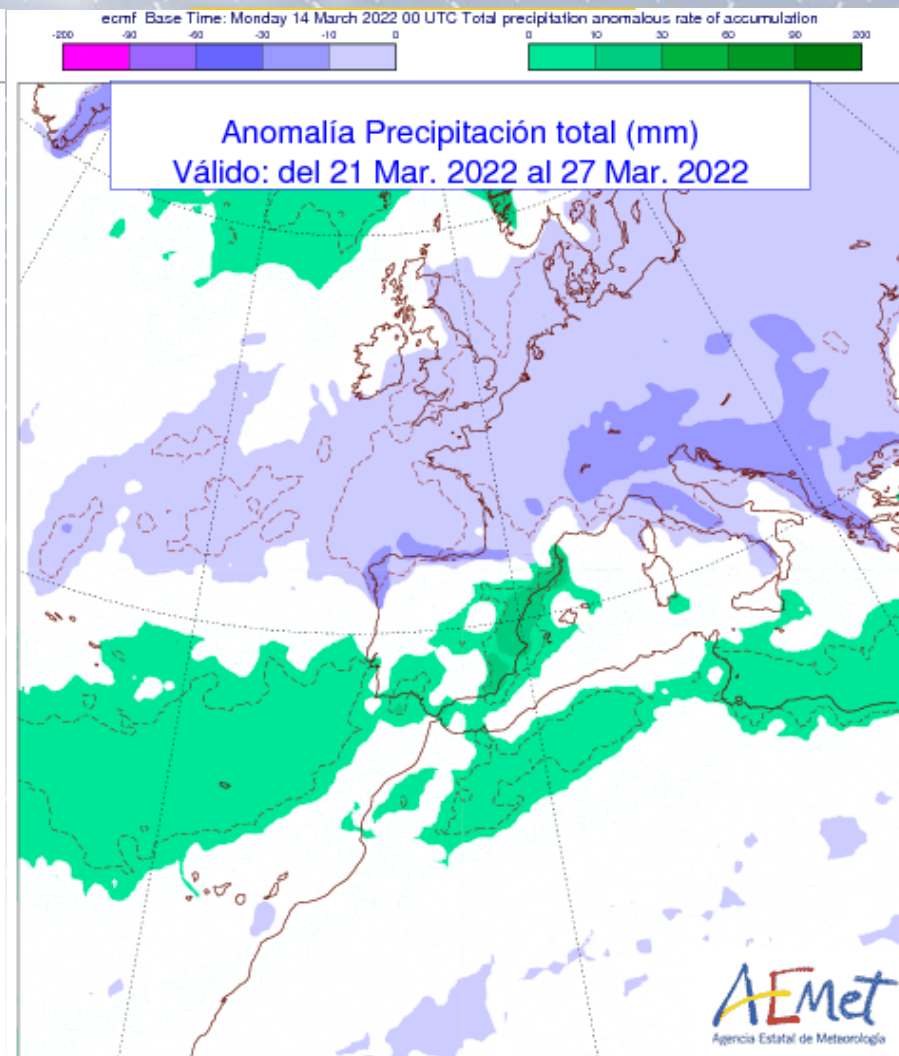 ecmf Base Time: Monday 14 March 2022 00 UTC Total precipitation anomalous rate of accumulation
-200 -90 -60 -30 -10 0 0 10 30 60 90 200
Anomalía Precipitación total (mm)
Válido: del 21 Mar. 2022 al 27 Mar. 2022
AEMet
Agencia Estatal de Meteorología